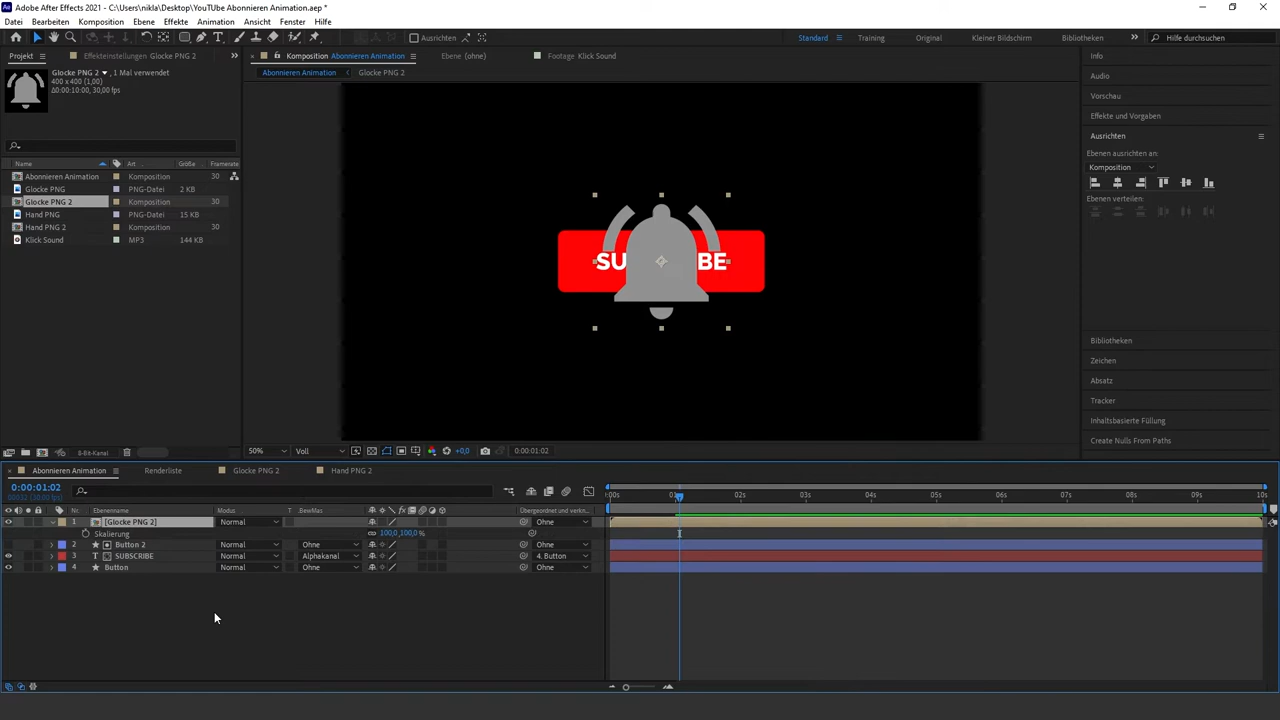 Adobe After Effects 2021 - C:\Users\nikla\Desktop\YouTUbe Abonnieren Animation.aep *
Datei Bearbeiten Komposition Ebene Effekte Animation Ansicht Fenster Hilfe
Ausrichten
Standard Training Original Kleiner Bildschirm Bibliotheken Hilfe durchsuchen
Projekt Effekteinstellungen Glocke PNG 2
Komposition Abonnieren Animation Ebene (ohne) Footage Klick Sound
Abonnieren Animation Glocke PNG 2
Glocke PNG 2 , 1 Mal verwendet
400 x 400 (1,00)
Δ0:00:10:00, 30,00 fps
Name Art Größe Framerate
Abonnieren Animation Komposition 30
Glocke PNG PNG-Datei 2 KB
Glocke PNG 2 Komposition 30
Hand PNG PNG-Datei 15 KB
Hand PNG 2 Komposition 30
Klick Sound MP3 144 KB
8-Bit-Kanal
SU BE
50% Voll +0,0 0:00:01:02
Info
Audio
Vorschau
Effekte und Vorgaben
Ausrichten
Ebenen ausrichten an:
Komposition
Ebenen verteilen:
Bibliotheken
Zeichen
Absatz
Tracker
Inhaltsbasierte Füllung
Create Nulls From Paths
Abonnieren Animation Renderliste Glocke PNG 2 Hand PNG 2
0:00:01:02
00032 (30.00 fps)
Nr. Ebenenname Modus T BewMas Übergeordnet und verkn...
:00s 02s 03s 04s 05s 06s 07s 08s 09s 10s
1 [Glocke PNG 2] Normal Ohne
Skalierung 100,0,100,0 %
2 Button 2 Normal Ohne Ohne
3 T SUBSCRIBE Normal Alphakanal 4. Button
4 Button Normal Ohne Ohne